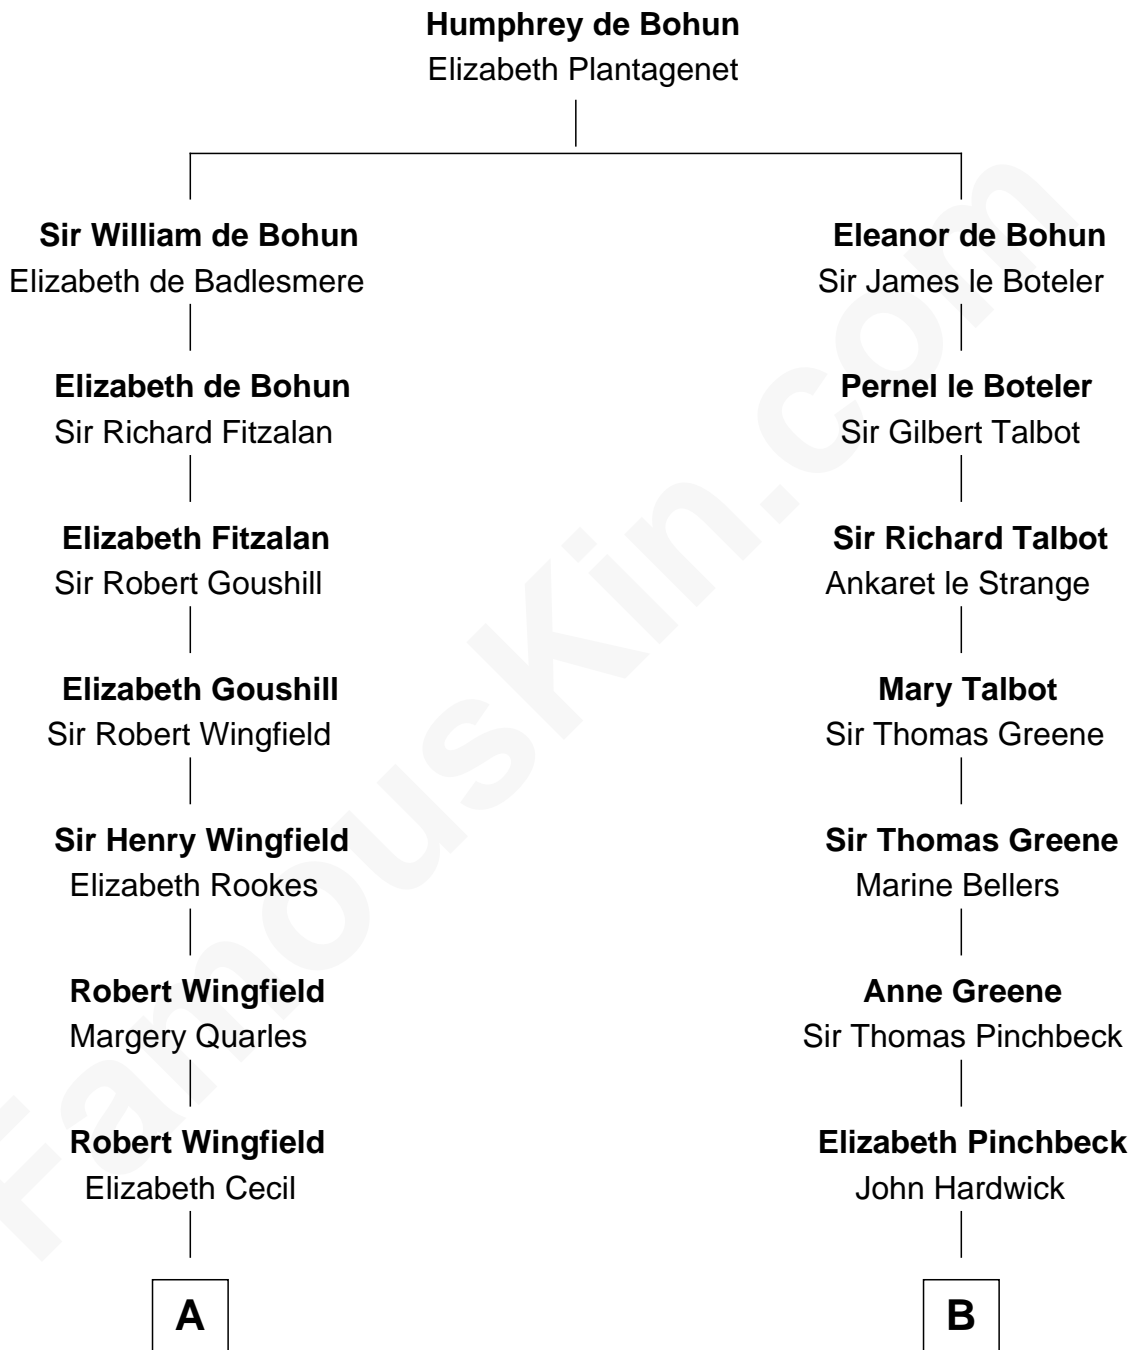 Humphrey de Bohun
Elizabeth Plantagenet
Sir William de Bohun
Elizabeth de Badlesmere
Eleanor de Bohun
Sir James le Boteler
Elizabeth de Bohun
Sir Richard Fitzalan
Pernel le Boteler
Sir Gilbert Talbot
Elizabeth Fitzalan
Sir Robert Goushill
Sir Richard Talbot
Ankaret le Strange
Elizabeth Goushill
Sir Robert Wingfield
Mary Talbot
Sir Thomas Greene
Sir Henry Wingfield
Elizabeth Rookes
Sir Thomas Greene
Marine Bellers
Robert Wingfield
Margery Quarles
Anne Greene
Sir Thomas Pinchbeck
Robert Wingfield
Elizabeth Cecil
Elizabeth Pinchbeck
John Hardwick
A
B
FamousKin.com